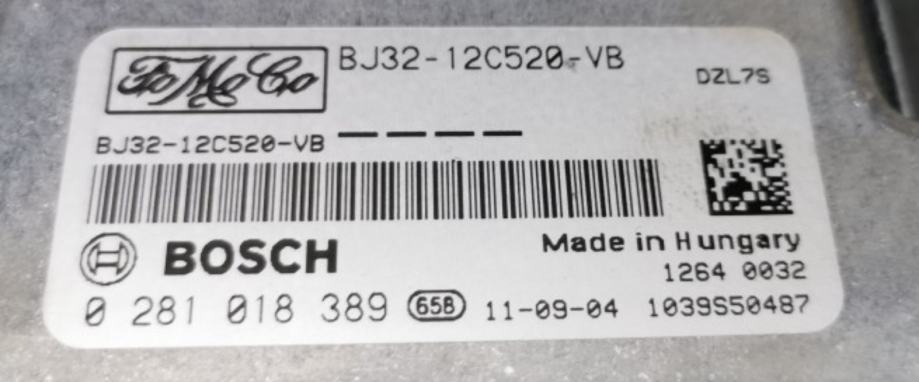 FoMoCo BJ32-12C520-VB
DZL7S
BJ32-12C520-VB
BOSCH
Made in Hungary
1264 0032
0 281 018 389 65B 11-09-04 1039S50487